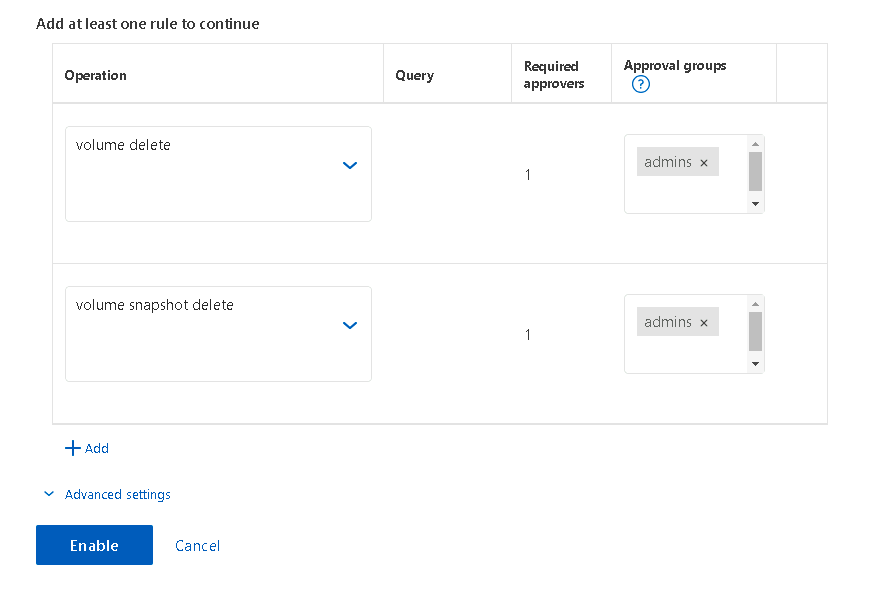 Add at least one rule to continue
Operation
Query
Required
approvers
Approval groups
?
volume delete
1
admins ×
volume snapshot delete
1
admins ×
+ Add
Advanced settings
Enable
Cancel